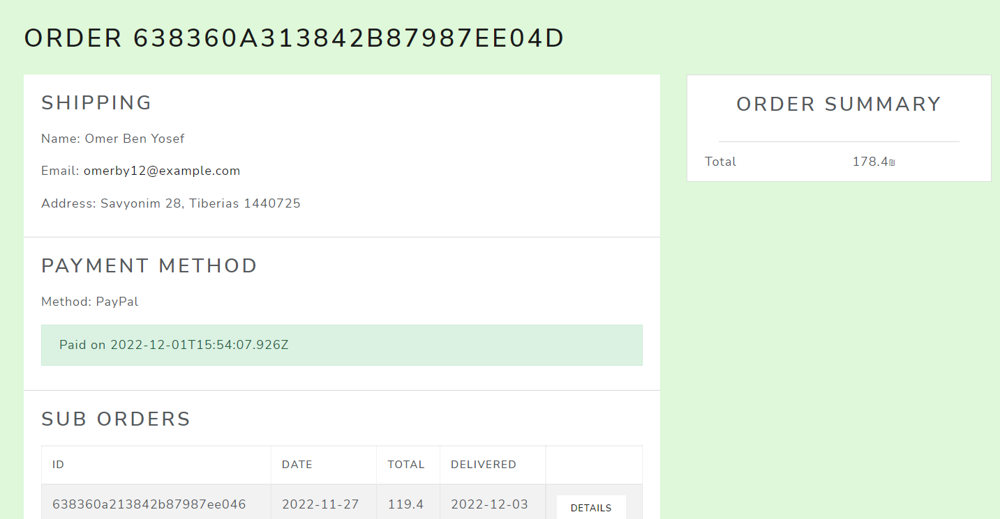 ORDER 638360A313842B87987EE04D
SHIPPING
Name: Omer Ben Yosef
Email: omerby12@example.com
Address: Savyonim 28, Tiberias 1440725
PAYMENT METHOD
Method: PayPal
Paid on 2022-12-01T15:54:07.926Z
SUB ORDERS
ID DATE TOTAL DELIVERED
638360a213842b87987ee046 2022-11-27 119.4 2022-12-03 DETAILS
ORDER SUMMARY
Total 178.4₪